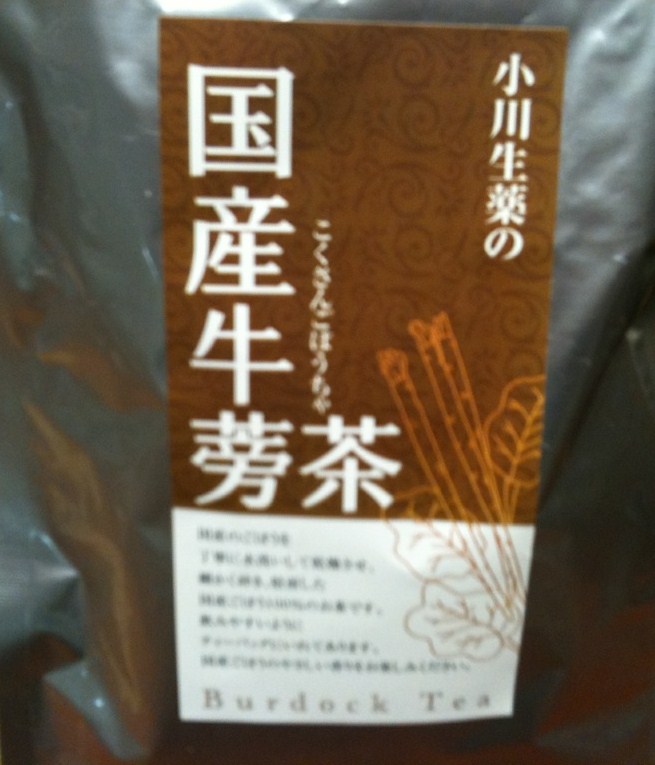 小川生薬の
国産牛蒡茶
こくさんごぼうちゃ
国産のごぼうを
丁寧に水洗いして乾燥させ、
細かく砕き、焙煎した
国産ごぼう100%のお茶です。
飲みやすいように
ティーバッグにいれてあります。
国産ごぼうのやさしい香りをお楽しみください。
Burdock Tea